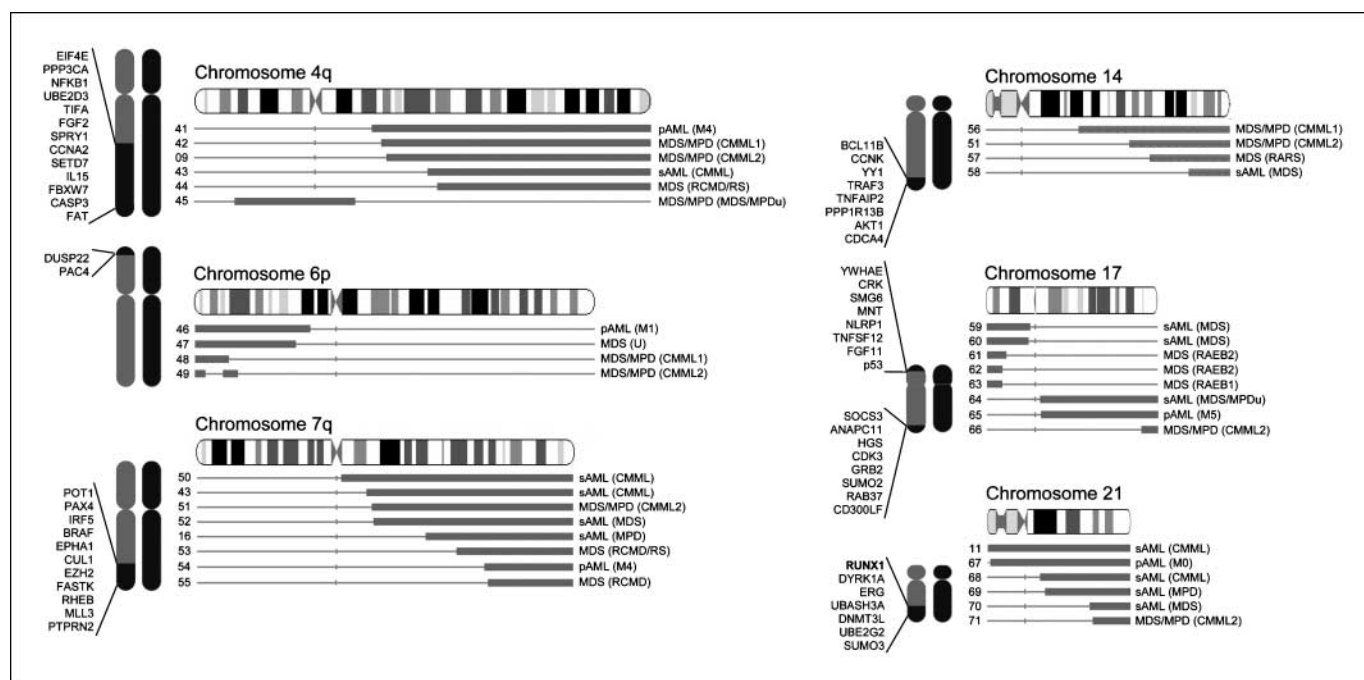 EIF4E
PPP3CA
NFKB1
UBE2D3
TIFA
FGF2
SPRY1
CCNA2
SETD7
IL15
FBXW7
CASP3
FAT
Chromosome 4q
41 pAML (M4)
42 MDS/MPD (CMML1)
09 MDS/MPD (CMML2)
43 sAML (CMML)
44 MDS (RCMD/RS)
45 MDS/MPD (MDS/MPDu)
DUSP22
PAC4
Chromosome 6p
46 pAML (M1)
47 MDS (U)
48 MDS/MPD (CMML1)
49 MDS/MPD (CMML2)
Chromosome 7q
50 sAML (CMML)
43 sAML (CMML)
51 MDS/MPD (CMML2)
52 sAML (MDS)
16 sAML (MPD)
53 MDS (RCMD/RS)
54 pAML (M4)
55 MDS (RCMD)
POT1
PAX4
IRF5
BRAF
EPHA1
CUL1
EZH2
FASTK
RHEB
MLL3
PTPRN2
Chromosome 14
56 MDS/MPD (CMML1)
51 MDS/MPD (CMML2)
57 MDS (RARS)
58 sAML (MDS)
BCL11B
CCNK
YY1
TRAF3
TNFAIP2
PPP1R13B
AKT1
CDCA4
YWHAE
CRK
SMG6
MNT
NLRP1
TNFSF12
FGF11
p53
Chromosome 17
59 sAML (MDS)
60 sAML (MDS)
61 MDS (RAEB2)
62 MDS (RAEB2)
63 MDS (RAEB1)
64 sAML (MDS/MPDu)
65 pAML (M5)
66 MDS/MPD (CMML2)
SOCS3
ANAPC11
HGS
CDK3
GRB2
SUMO2
RAB37
CD300LF
Chromosome 21
11 sAML (CMML)
67 pAML (M0)
68 sAML (CMML)
69 sAML (MPD)
70 sAML (MDS)
71 MDS/MPD (CMML2)
RUNX1
DYRK1A
ERG
UBASH3A
DNMT3L
UBE2G2
SUMO3